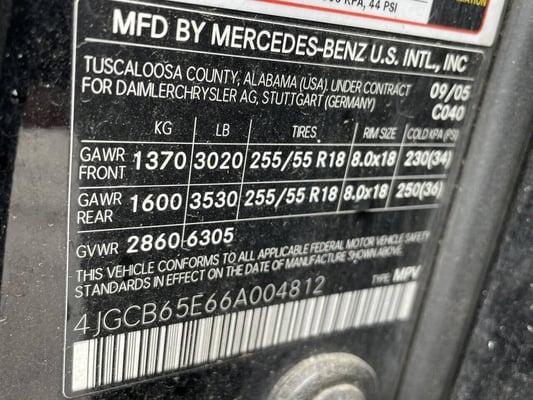 KPA, 44 PSI
MFD BY MERCEDES-BENZ U.S. INTL., INC
TUSCALOOSA COUNTY, ALABAMA (USA). UNDER CONTRACT 09/05
FOR DAIMLERCHRYSLER AG, STUTTGART (GERMANY) C040
KG LB TIRES RIM SIZE COLD KPA (PSI)
GAWR FRONT 1370 3020 255/55 R18 8.0x18 230(34)
GAWR REAR 1600 3530 255/55 R18 8.0x18 250(36)
GVWR 2860-6305
THIS VEHICLE CONFORMS TO ALL APPLICABLE FEDERAL MOTOR VEHICLE SAFETY
STANDARDS IN EFFECT ON THE DATE OF MANUFACTURE SHOWN ABOVE.
4JGCB65E66A004812 TYPE: MPV